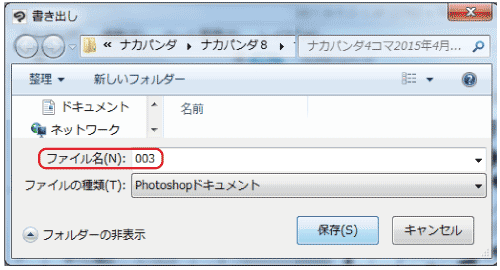 書き出し
« ナカパンダ ▸ ナカパンダ８ ▸ ナカパンダ4コマ2015年4月...
整理 ▼ 新しいフォルダー
ドキュメント 名前
ネットワーク
ファイル名(N): 003
ファイルの種類(T): Photoshopドキュメント
フォルダーの非表示 保存(S) キャンセル